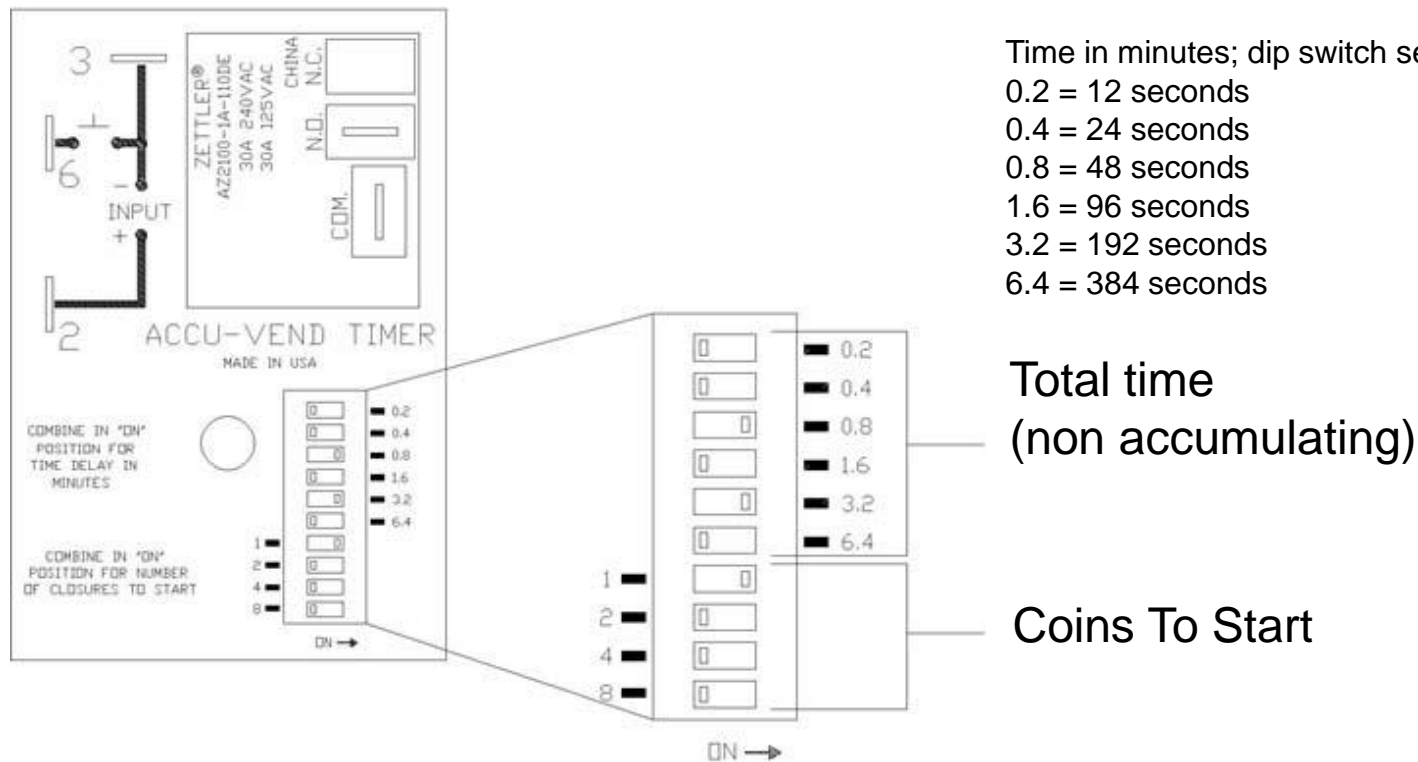 3
6
-
INPUT
+
2
ZETTLER®
AZ2100-1A-110DE
30A 240VAC
30A 125VAC
CHINA
N.C.
N.O.
COM.
ACCU-VEND TIMER
MADE IN USA
COMBINE IN "ON"
POSITION FOR
TIME DELAY IN
MINUTES
0.2
0.4
0.8
1.6
3.2
6.4
COMBINE IN "ON"
POSITION FOR NUMBER
OF CLOSURES TO START
1
2
4
8
ON
0.2
0.4
0.8
1.6
3.2
6.4
1
2
4
8
ON
Time in minutes; dip switch
0.2 = 12 seconds
0.4 = 24 seconds
0.8 = 48 seconds
1.6 = 96 seconds
3.2 = 192 seconds
6.4 = 384 seconds
Total time
(non accumulating)
Coins To Start